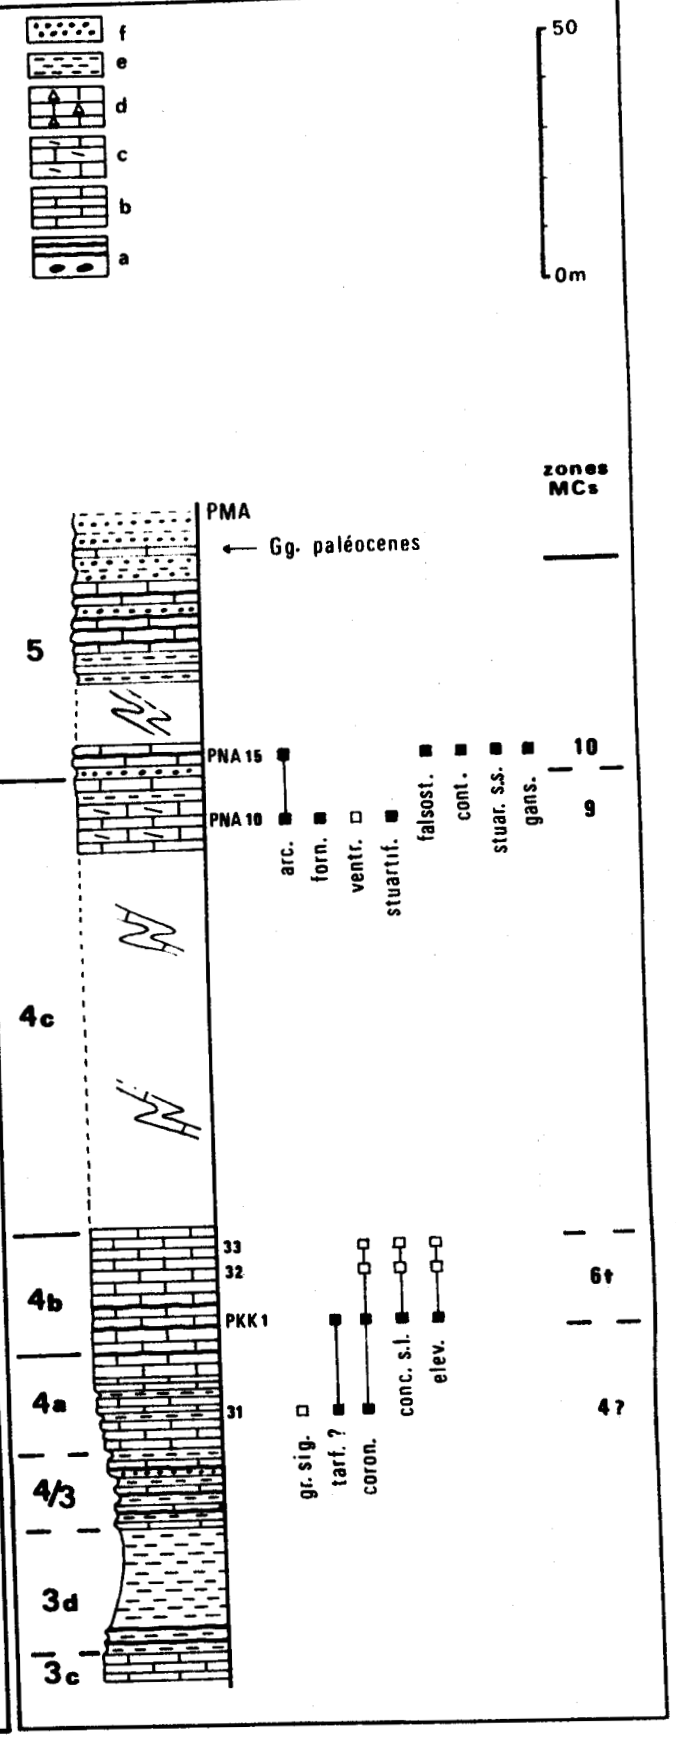 f
e
d
c
b
a
50
0m
zones
MCs
PMA
Gg. paléocenes
5
PNA 15
10
PNA 10
9
arc.
forn.
ventr.
stuartif.
falsost.
cont.
stuar. s.s.
gans.
4c
33
32
4b
6t
PKK 1
4a
31
4?
gr. sig.
tarf. ?
coron.
conc. s.l.
elev.
4/3
3d
3c